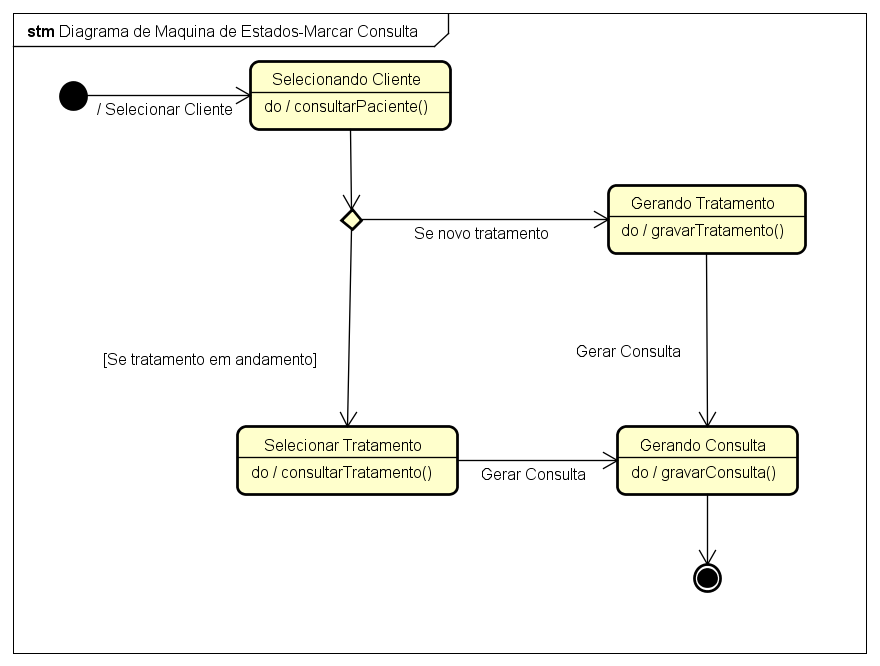 stm Diagrama de Maquina de Estados-Marcar Consulta
Selecionando Cliente
do / consultarPaciente()
/ Selecionar Cliente
Gerando Tratamento
do / gravarTratamento()
Se novo tratamento
[Se tratamento em andamento]
Gerar Consulta
Selecionar Tratamento
do / consultarTratamento()
Gerar Consulta
Gerando Consulta
do / gravarConsulta()